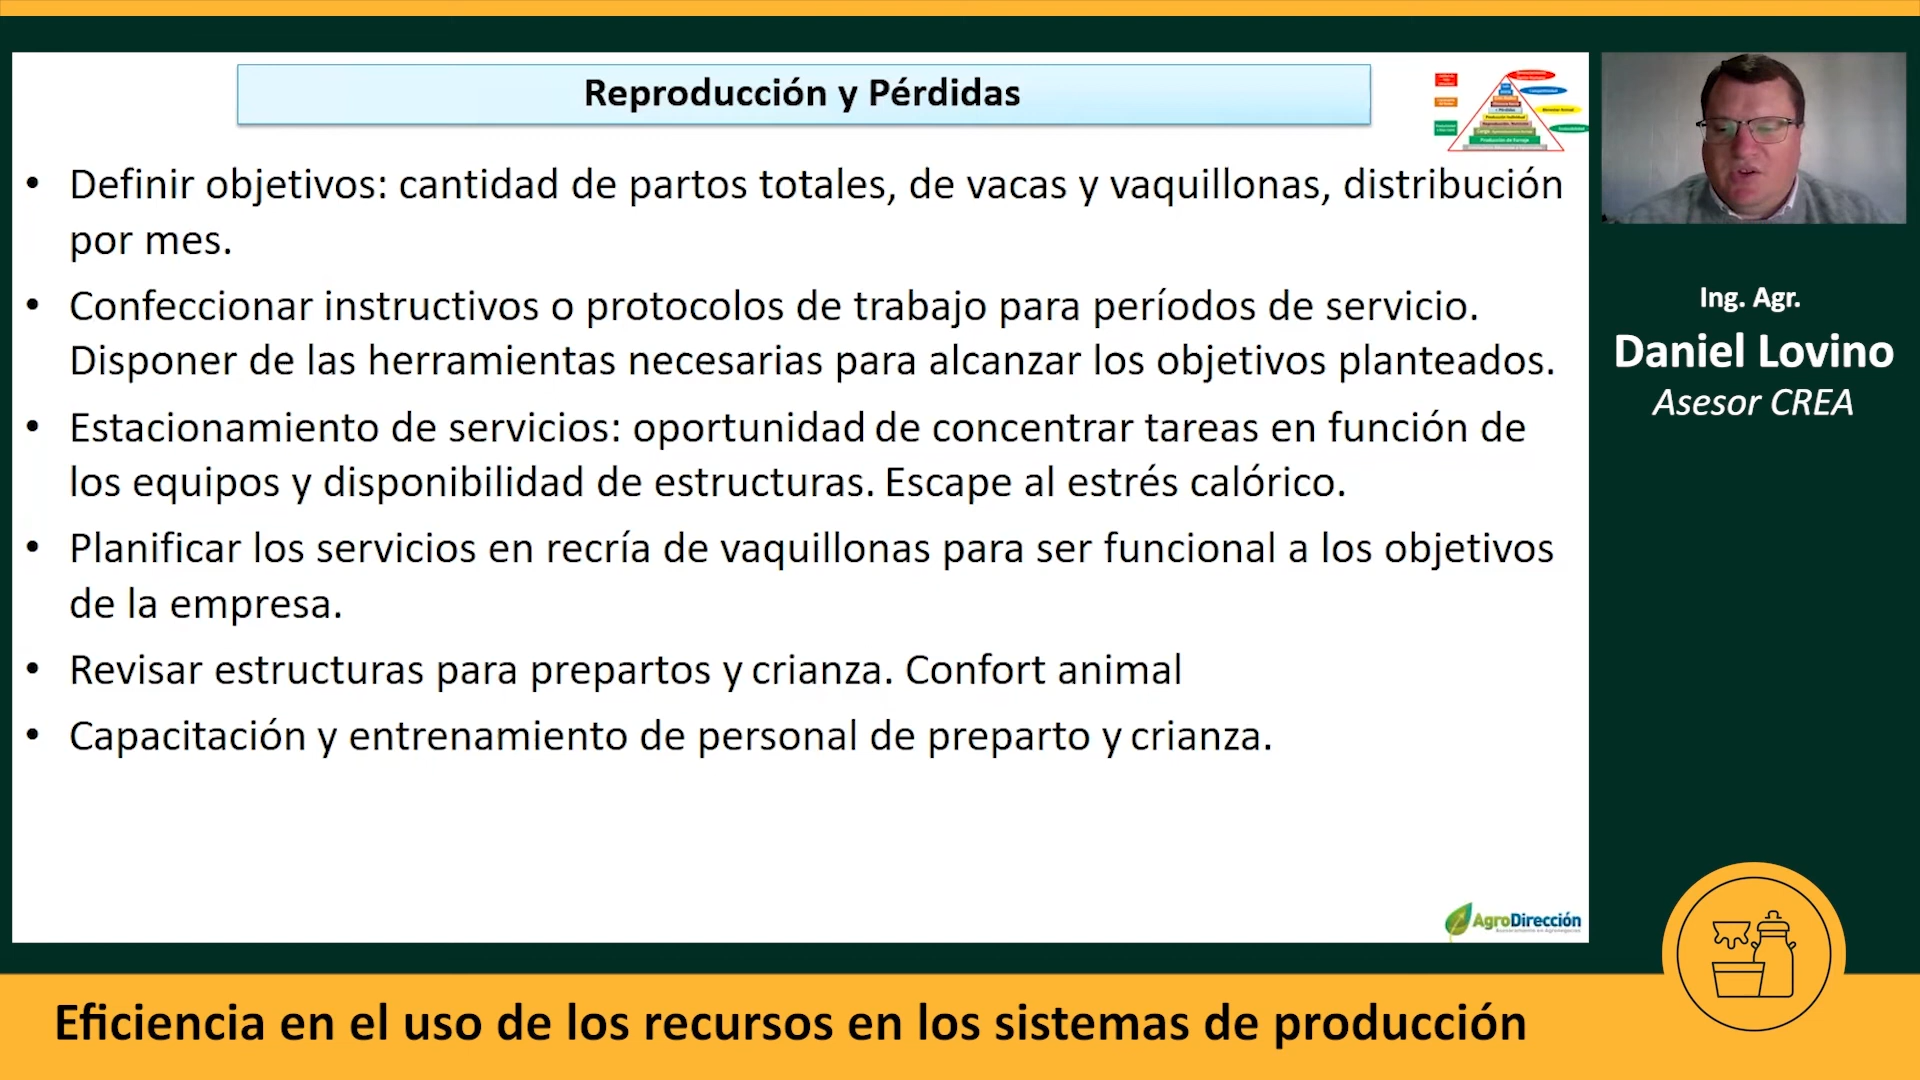 Reproducción y Pérdidas
• Definir objetivos: cantidad de partos totales, de vacas y vaquillonas, distribución
por mes.
• Confeccionar instructivos o protocolos de trabajo para períodos de servicio.
Disponer de las herramientas necesarias para alcanzar los objetivos planteados.
• Estacionamiento de servicios: oportunidad de concentrar tareas en función de
los equipos y disponibilidad de estructuras. Escape al estrés calórico.
• Planificar los servicios en recría de vaquillonas para ser funcional a los objetivos
de la empresa.
• Revisar estructuras para prepartos y crianza. Confort animal
• Capacitación y entrenamiento de personal de preparto y crianza.
AgroDirección
Ing. Agr.
Daniel Lovino
Asesor CREA
Eficiencia en el uso de los recursos en los sistemas de producción